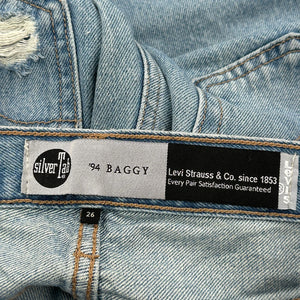 silverTab
'94 BAGGY
Levi Strauss & Co. since 1853
Every Pair Satisfaction Guaranteed
LEVI'S
26